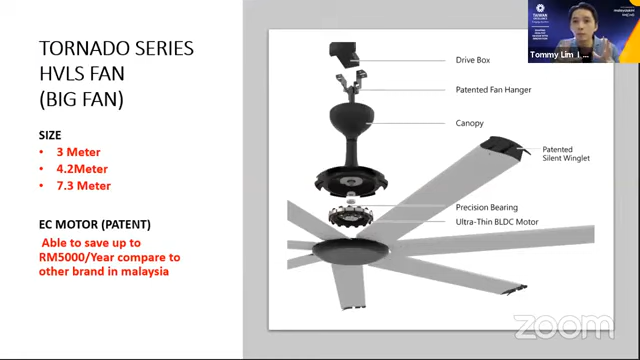 TORNADO SERIES
HVLS FAN
(BIG FAN)
SIZE
• 3 Meter
• 4.2Meter
• 7.3 Meter
EC MOTOR (PATENT)
Able to save up to
RM5000/Year compare to
other brand in malaysia
Drive Box
Patented Fan Hanger
Canopy
Patented
Silent Winglet
Precision Bearing
Ultra-Thin BLDC Motor
TAIWAN
EXCELLENCE
Tommy Lim I ...
zoom